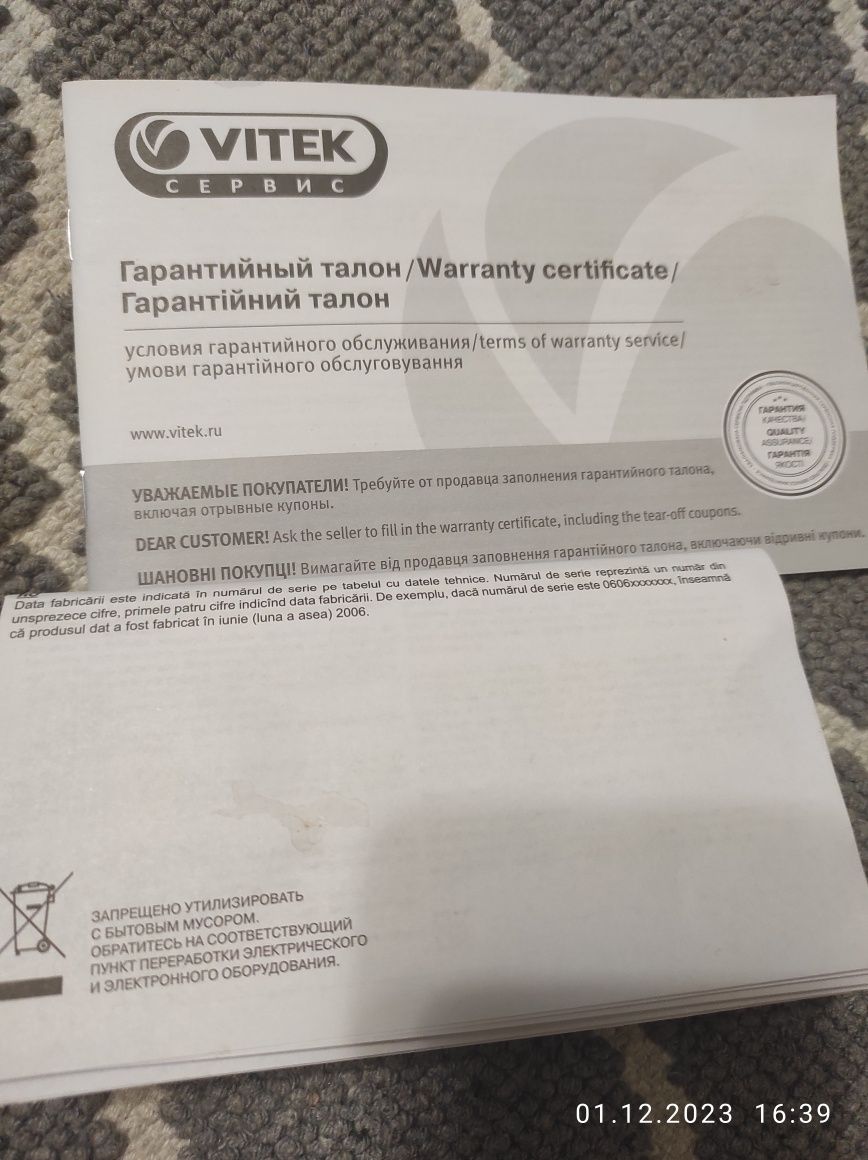 VITEK
СЕРВИС
Гарантийный талон/Warranty certificate/
Гарантійний талон
условия гарантийного обслуживания/terms of warranty service/
умови гарантійного обслуговування
www.vitek.ru
ГАРАНТИЯ
КАЧЕСТВА/
QUALITY
ASSURANCE/
ГАРАНТІЯ
ЯКОСТІ
УВАЖАЕМЫЕ ПОКУПАТЕЛИ! Требуйте от продавца заполнения гарантийного талона,
включая отрывные купоны.
DEAR CUSTOMER! Ask the seller to fill in the warranty certificate, including the tear-off coupons.
ШАНОВНІ ПОКУПЦІ! Вимагайте від продавця заповнення гарантійного талона, включаючи відривні купони.
Data fabricării este indicată în numărul de serie pe tabelul cu datele tehnice. Numărul de serie reprezintă un număr din
unsprezece cifre, primele patru cifre indicînd data fabricării. De exemplu, dacă numărul de serie este 0606xxxxxxx, înseamnă
că produsul dat a fost fabricat în iunie (luna a asea) 2006.
ЗАПРЕЩЕНО УТИЛИЗИРОВАТЬ
С БЫТОВЫМ МУСОРОМ.
ОБРАТИТЕСЬ НА СООТВЕТСТВУЮЩИЙ
ПУНКТ ПЕРЕРАБОТКИ ЭЛЕКТРИЧЕСКОГО
И ЭЛЕКТРОННОГО ОБОРУДОВАНИЯ.
01.12.2023 16:39